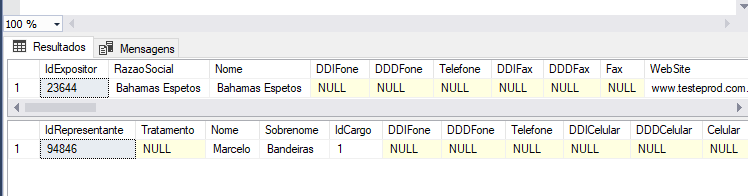 100 %
Resultados Mensagens
IdExpositor RazaoSocial Nome DDIFone DDDFone Telefone DDIFax DDDFax Fax WebSite
1 23644 Bahamas Espetos Bahamas Espetos NULL NULL NULL NULL NULL NULL www.testeprod.com.
IdRepresentante Tratamento Nome Sobrenome IdCargo DDIFone DDDFone Telefone DDICelular DDDCelular Celular
1 94846 NULL Marcelo Bandeiras 1 NULL NULL NULL NULL NULL NULL